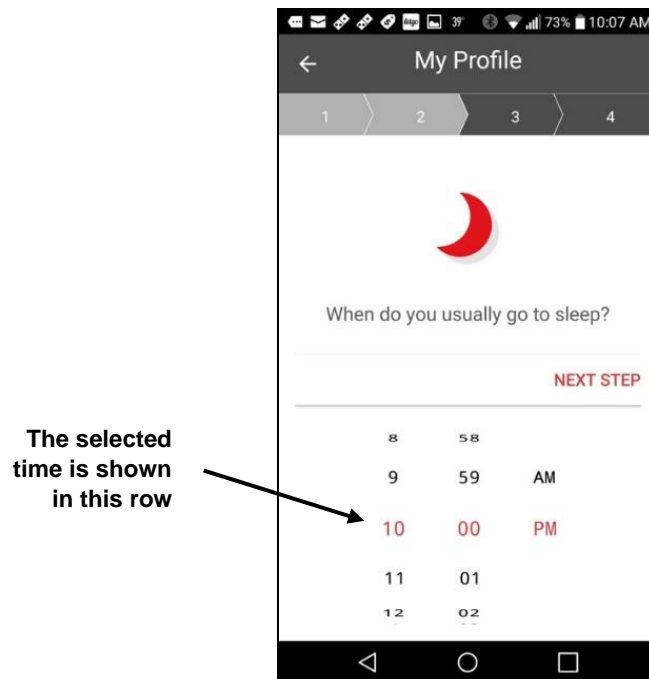 39° 73% 10:07 AM
My Profile
1 2 3 4
When do you usually go to sleep?
NEXT STEP
The selected
time is shown
in this row
8 58
9 59 AM
10 00 PM
11 01
12 02